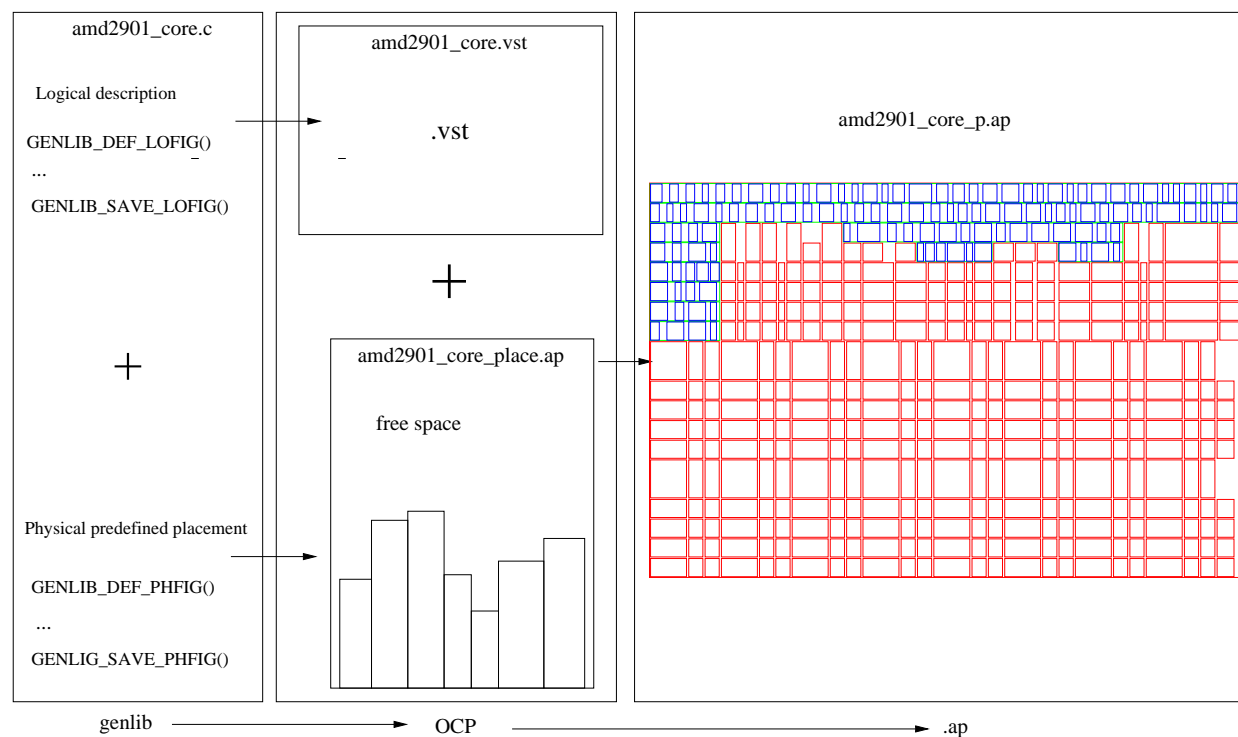 amd2901_core.c
Logical description
GENLIB_DEF_LOFIG()
...
GENLIB_SAVE_LOFIG()
+
Physical predefined placement
GENLIB_DEF_PHFIG()
...
GENLIG_SAVE_PHFIG()
amd2901_core.vst
.vst
+
amd2901_core_place.ap
free space
amd2901_core_p.ap
genlib
OCP
.ap